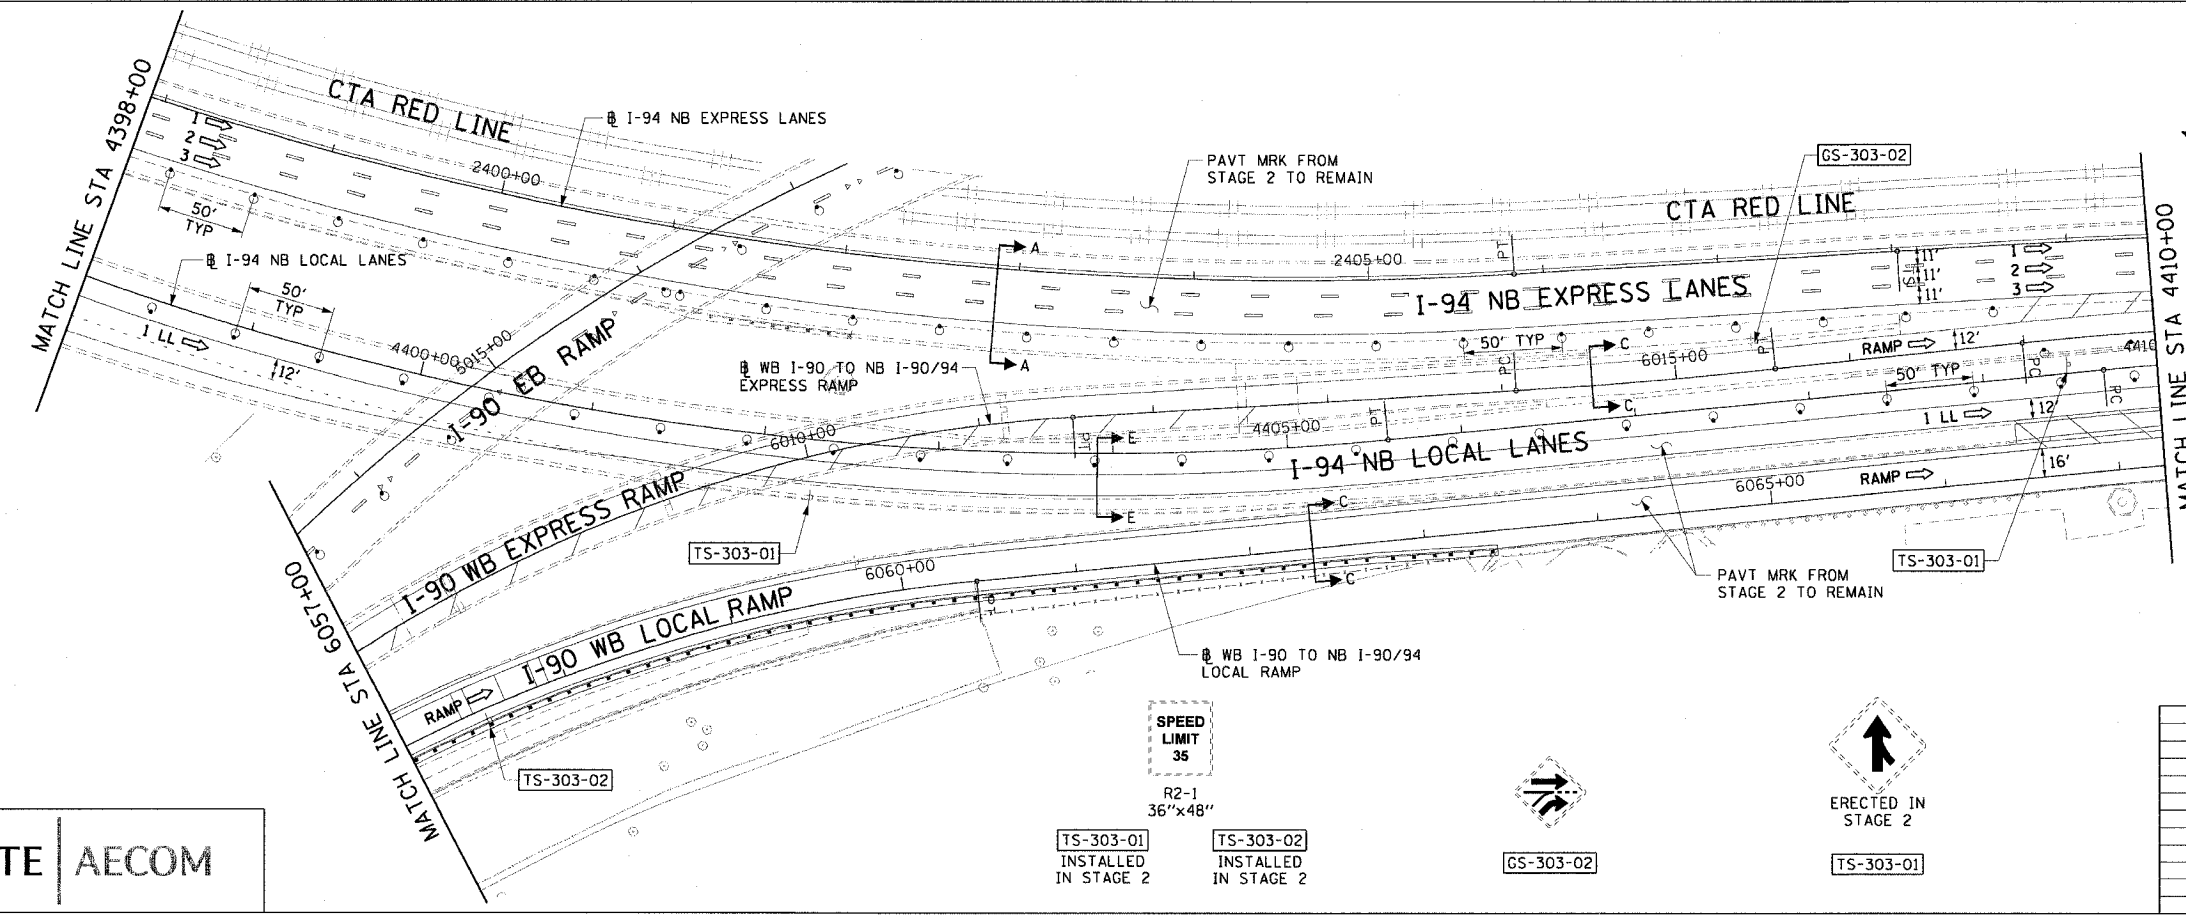 MATCH LINE STA 4398+00
CTA RED LINE
1
2
3
2400+00
℄ I-94 NB EXPRESS LANES
50'
TYP
℄ I-94 NB LOCAL LANES
50'
TYP
1 LL
12'
4400+00
6015+00
I-90 EB RAMP
A
A
PAVT MRK FROM
STAGE 2 TO REMAIN
GS-303-02
CTA RED LINE
2405+00
PT
I-94 NB EXPRESS LANES
11'
11'
11'
1
2
3
MATCH LINE STA 4410+00
℄ WB I-90 TO NB I-90/94
EXPRESS RAMP
50' TYP
PC
C
C
6015+00
RAMP
12'
PC
4410
50' TYP
PC
1 LL
12'
6010+00
E
E
4405+00
PT
I-94 NB LOCAL LANES
C
C
6065+00
RAMP
16'
I-90 WB EXPRESS RAMP
TS-303-01
6060+00
TS-303-01
PAVT MRK FROM
STAGE 2 TO REMAIN
MATCH LINE STA 6057+00
I-90 WB LOCAL RAMP
RAMP
TS-303-02
℄ WB I-90 TO NB I-90/94
LOCAL RAMP
SPEED
LIMIT
35
R2-1
36"x48"
TS-303-01
INSTALLED
IN STAGE 2
TS-303-02
INSTALLED
IN STAGE 2
GS-303-02
ERECTED IN
STAGE 2
TS-303-01
TE
AECOM